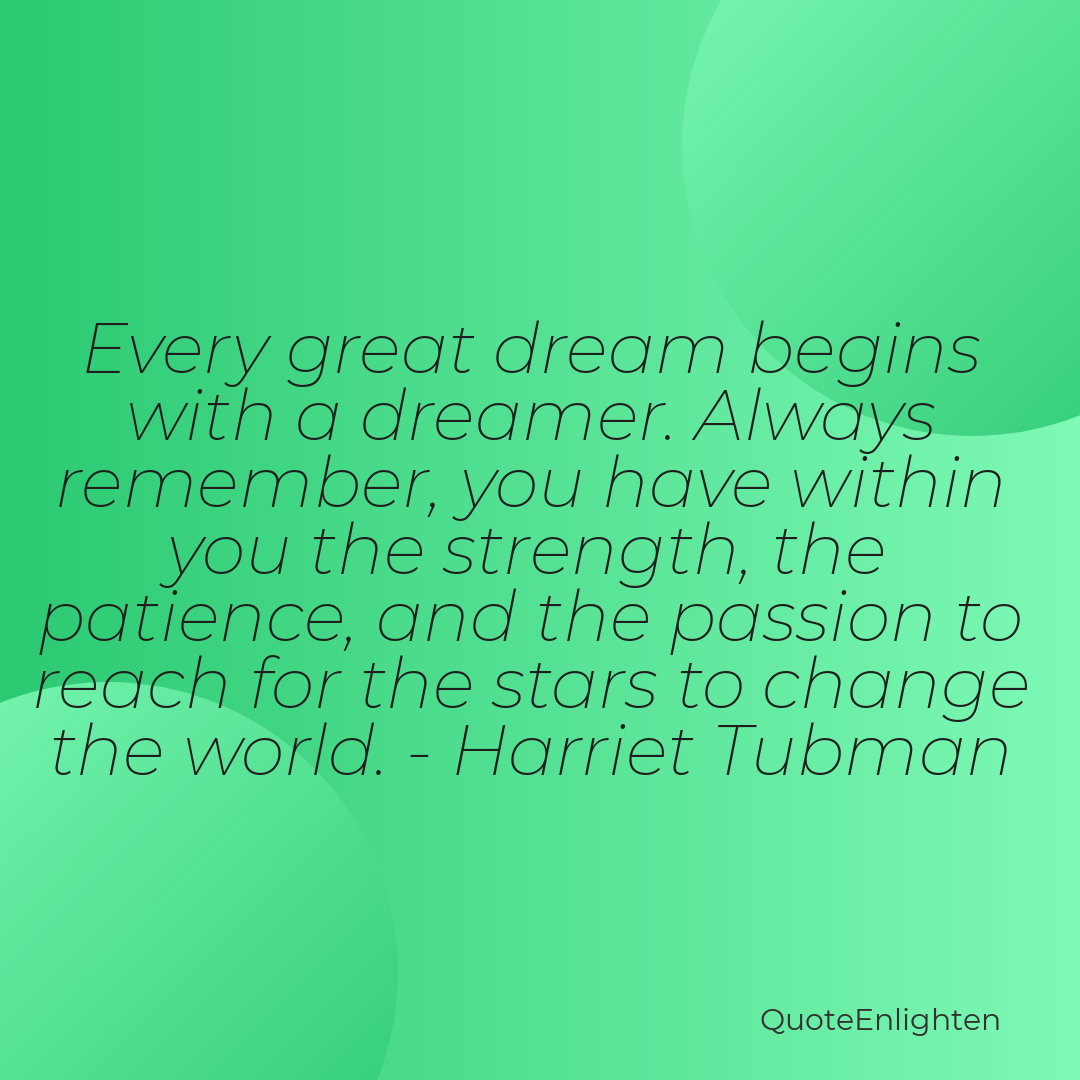 Every great dream begins
with a dreamer. Always
remember, you have within
you the strength, the
patience, and the passion to
reach for the stars to change
the world. - Harriet Tubman
QuoteEnlighten